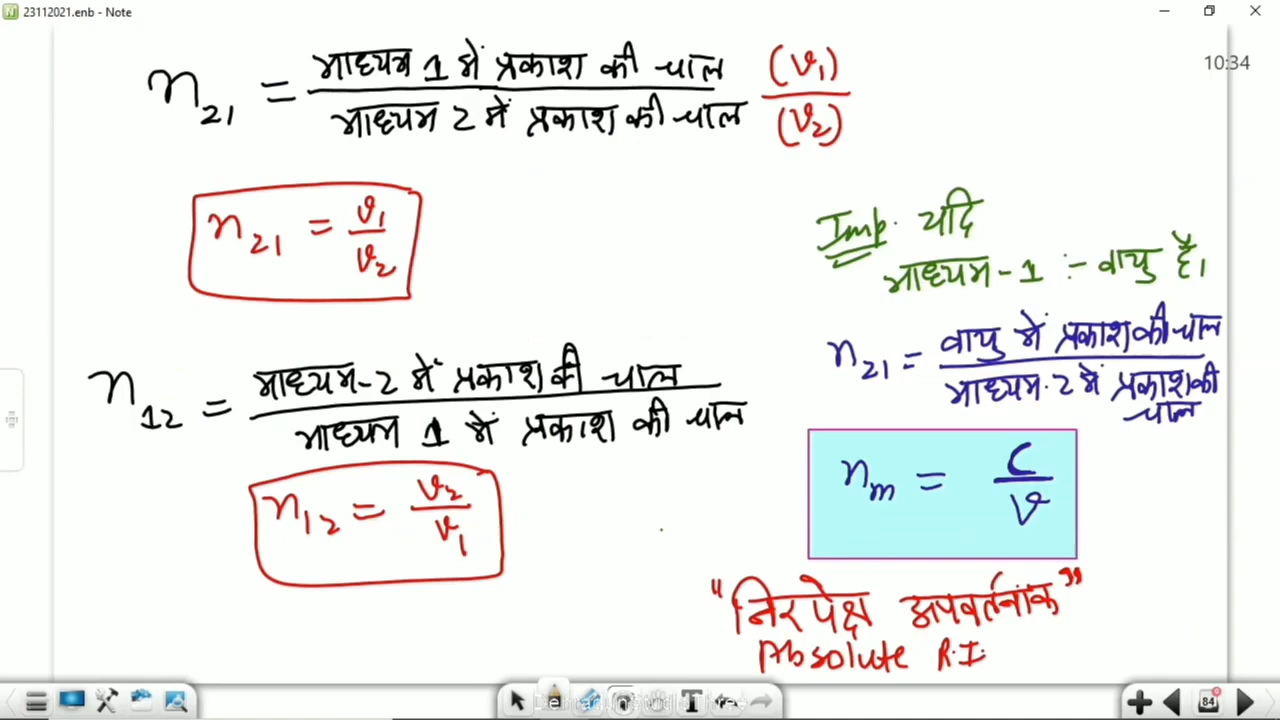 23112021.enb - Note
10:34
n21 = माध्यम 1 में प्रकाश की चाल (v1)
माध्यम 2 में प्रकाश की चाल (v2)
n21 = v1
v2
Imp. यदि
माध्यम-1 :- वायु है।
n21 = वायु में प्रकाश की चाल
माध्यम-2 में प्रकाश की
चाल
n12 = माध्यम-2 में प्रकाश की चाल
माध्यम 1 में प्रकाश की चाल
n12 = v2
v1
nm = c
v
"निरपेक्ष अपवर्तनांक"
Absolute R.I.
84